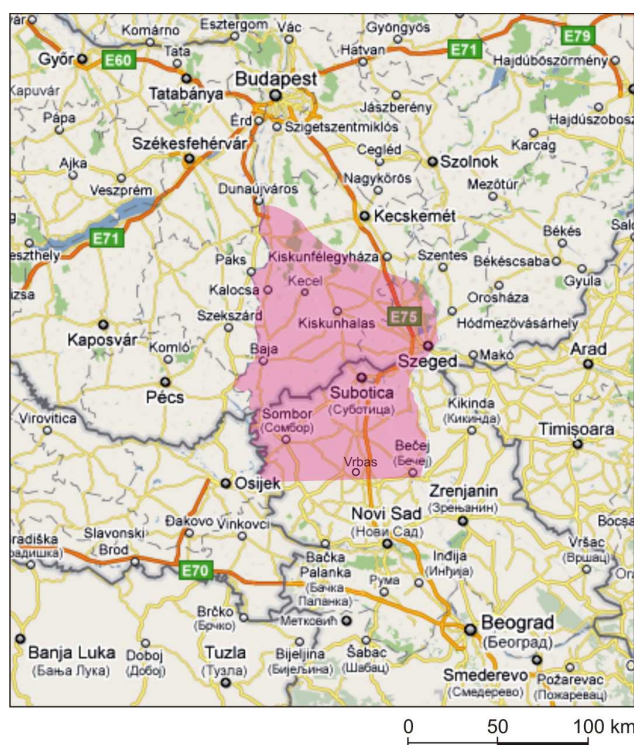 Komárno
Esztergom
Vác
Gyöngyös
E79
Győr
E60
Tata
Hatvan
E71
Hajdúböszörmény
Kapuvár
Tatabánya
Budapest
Jászberény
Hajdúszobosz
Pápa
Érd
Szigetszentmiklós
Karcag
Székesfehérvár
Cegléd
Szolnok
Ajka
Veszprém
Nagykőrös
Mezőtúr
Dunaújváros
Kecskemét
E71
Békés
eszthely
Paks
Kiskunfélegyháza
Szentes
Békéscsaba
Gyula
Kalocsa
Kecel
Orosháza
Szekszárd
Kiskunhalas
E75
Hódmezővásárhely
Kaposvár
Komló
Baja
Szeged
Makó
Arad
Pécs
Subotica
(Суботица)
Virovitica
Sombor
(Сомбор)
Kikinda
(Кикинда)
Timișoara
Bečej
(Бечеј)
Vrbas
Osijek
Zrenjanin
(Зрењанин)
Đakovo
Vinkovci
Novi Sad
(Нови Сад)
Bocșa
radiška
(радишка)
Slavonski
Brod
E70
Bačka
Palanka
(Бачка
Паланка)
Inđija
(Инђија)
Vršac
(Вршац)
Рума
Brčko
(Брчко)
Метковић
Beograd
(Београд)
Banja Luka
(Бања Лука)
Doboj
(Добој)
Tuzla
(Тузла)
Bijeljina
(Бијељина)
Šabac
(Шабац)
Smederevo
(Смедерево)
Požarevac
(Пожаревац)
0 50 100 km